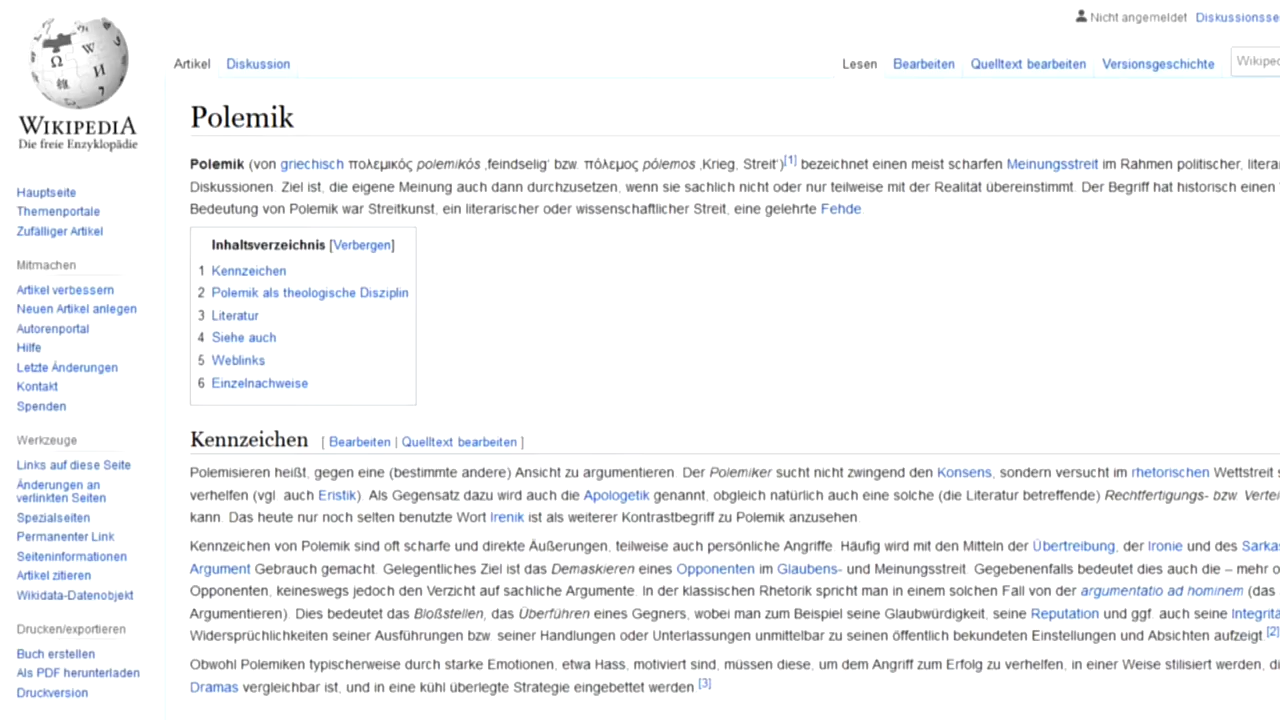 Nicht angemeldet Diskussionsse
Artikel Diskussion Lesen Bearbeiten Quelltext bearbeiten Versionsgeschichte Wikiped
WIKIPEDIA
Die freie Enzyklopädie
Hauptseite
Themenportale
Zufälliger Artikel
Mitmachen
Artikel verbessern
Neuen Artikel anlegen
Autorenportal
Hilfe
Letzte Änderungen
Kontakt
Spenden
Werkzeuge
Links auf diese Seite
Änderungen an
verlinkten Seiten
Spezialseiten
Permanenter Link
Seiteninformationen
Artikel zitieren
Wikidata-Datenobjekt
Drucken/exportieren
Buch erstellen
Als PDF herunterladen
Druckversion
Polemik
Polemik (von griechisch πολεμικός polemikós ‚feindselig‘ bzw. πόλεμος pólemos ‚Krieg, Streit‘)[1] bezeichnet einen meist scharfen Meinungsstreit im Rahmen politischer, litera
Diskussionen. Ziel ist, die eigene Meinung auch dann durchzusetzen, wenn sie sachlich nicht oder nur teilweise mit der Realität übereinstimmt. Der Begriff hat historisch einen
Bedeutung von Polemik war Streitkunst, ein literarischer oder wissenschaftlicher Streit, eine gelehrte Fehde.
Inhaltsverzeichnis [Verbergen]
1 Kennzeichen
2 Polemik als theologische Disziplin
3 Literatur
4 Siehe auch
5 Weblinks
6 Einzelnachweise
Kennzeichen [ Bearbeiten | Quelltext bearbeiten ]
Polemisieren heißt, gegen eine (bestimmte andere) Ansicht zu argumentieren. Der Polemiker sucht nicht zwingend den Konsens, sondern versucht im rhetorischen Wettstreit s
verhelfen (vgl. auch Eristik). Als Gegensatz dazu wird auch die Apologetik genannt, obgleich natürlich auch eine solche (die Literatur betreffende) Rechtfertigungs- bzw. Vertei
kann. Das heute nur noch selten benutzte Wort Irenik ist als weiterer Kontrastbegriff zu Polemik anzusehen.
Kennzeichen von Polemik sind oft scharfe und direkte Äußerungen, teilweise auch persönliche Angriffe. Häufig wird mit den Mitteln der Übertreibung, der Ironie und des Sarka
Argument Gebrauch gemacht. Gelegentliches Ziel ist das Demaskieren eines Opponenten im Glaubens- und Meinungsstreit. Gegebenenfalls bedeutet dies auch die – mehr o
Opponenten, keineswegs jedoch den Verzicht auf sachliche Argumente. In der klassischen Rhetorik spricht man in einem solchen Fall von der argumentatio ad hominem (das
Argumentieren). Dies bedeutet das Bloßstellen, das Überführen eines Gegners, wobei man zum Beispiel seine Glaubwürdigkeit, seine Reputation und ggf. auch seine Integritä
Widersprüchlichkeiten seiner Ausführungen bzw. seiner Handlungen oder Unterlassungen unmittelbar zu seinen öffentlich bekundeten Einstellungen und Absichten aufzeigt.[2]
Obwohl Polemiken typischerweise durch starke Emotionen, etwa Hass, motiviert sind, müssen diese, um dem Angriff zum Erfolg zu verhelfen, in einer Weise stilisiert werden, di
Dramas vergleichbar ist, und in eine kühl überlegte Strategie eingebettet werden.[3]